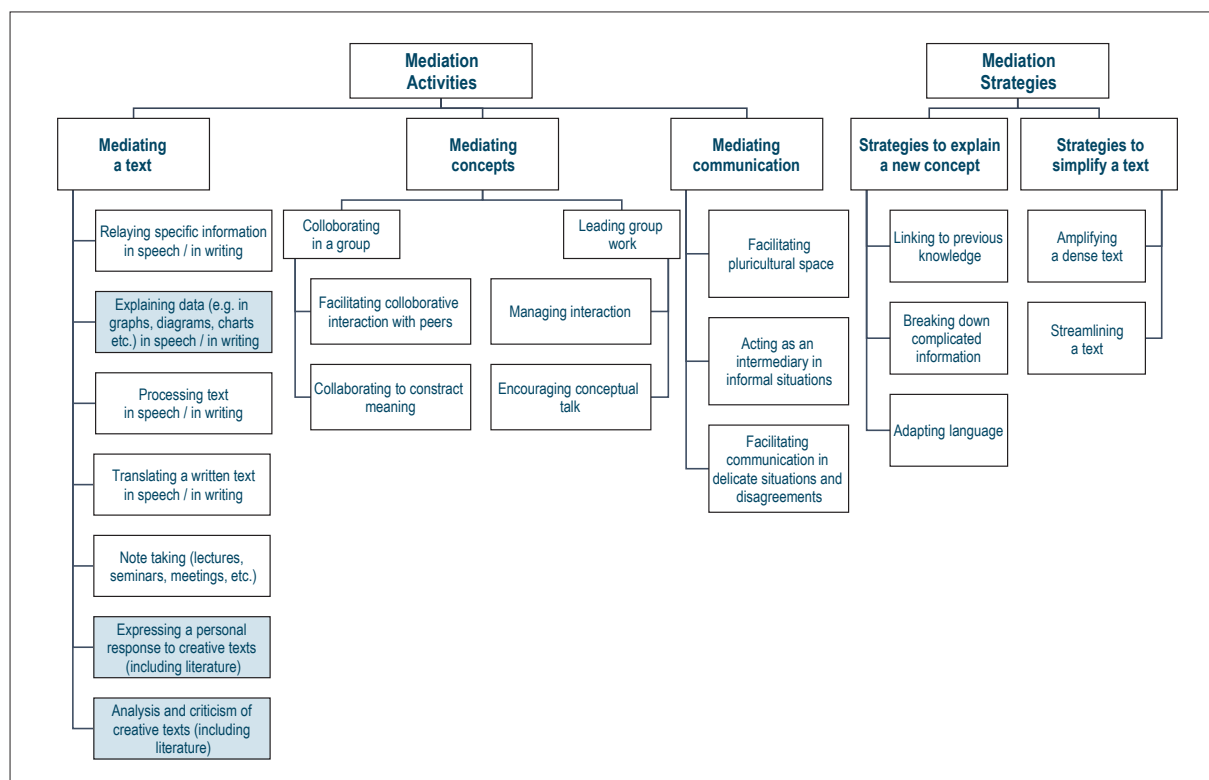 Mediation
Activities
Mediation
Strategies
Mediating
a text
Mediating
concepts
Mediating
communication
Strategies to explain
a new concept
Strategies to
simplify a text
Relaying specific information
in speech / in writing
Explaining data (e.g. in
graphs, diagrams, charts
etc.) in speech / in writing
Processing text
in speech / in writing
Translating a written text
in speech / in writing
Note taking (lectures,
seminars, meetings, etc.)
Expressing a personal
response to creative texts
(including literature)
Analysis and criticism of
creative texts (including
literature)
Collaborating
in a group
Facilitating collaborative
interaction with peers
Collaborating to constract
meaning
Leading group
work
Managing interaction
Encouraging conceptual
talk
Facilitating
pluricultural space
Acting as an
intermediary in
informal situations
Facilitating
communication in
delicate situations and
disagreements
Linking to previous
knowledge
Breaking down
complicated
information
Adapting language
Amplifying
a dense text
Streamlining
a text